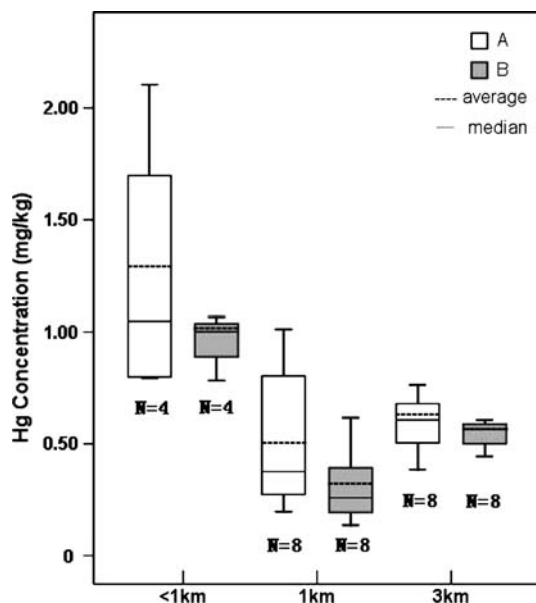 A
B
average
median
2.00
1.50
1.00
0.50
0
Hg Concentration (mg/kg)
N=4 N=4
N=8 N=8
N=8 N=8
<1km 1km 3km